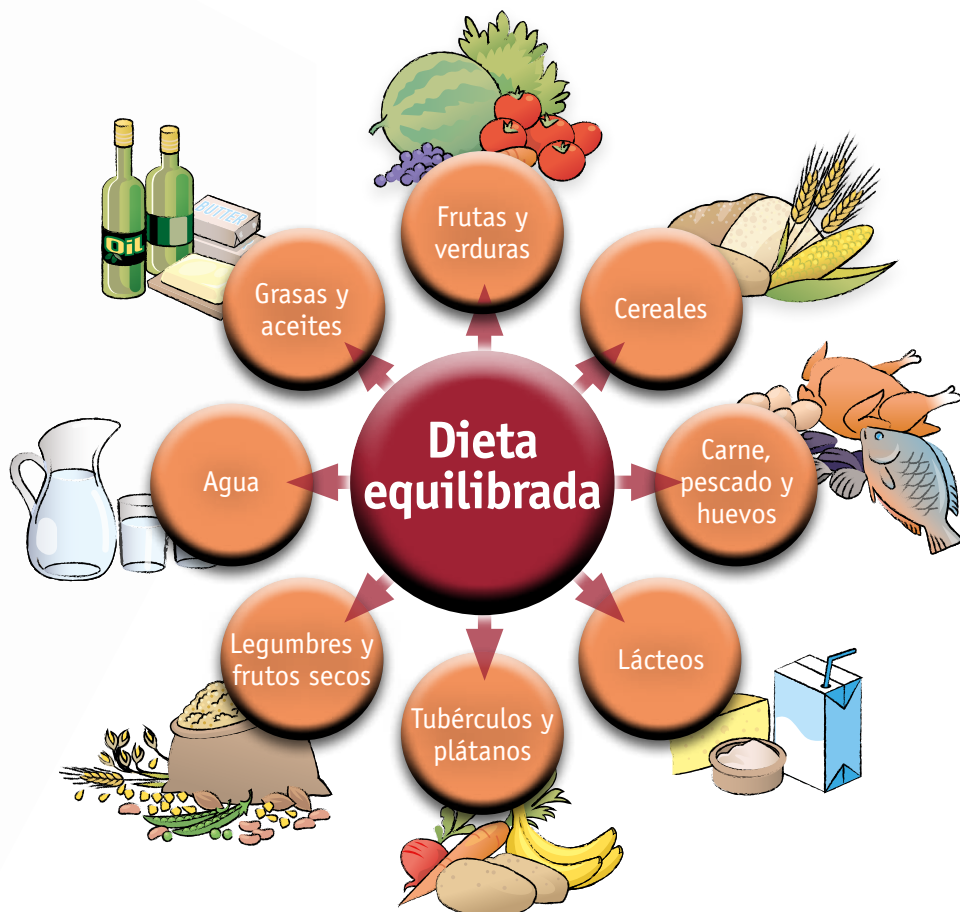 Dieta
equilibrada
Frutas y
verduras
Cereales
Carne,
pescado y
huevos
Lácteos
Tubérculos y
plátanos
Legumbres y
frutos secos
Agua
Grasas y
aceites
OiL
BUTTER